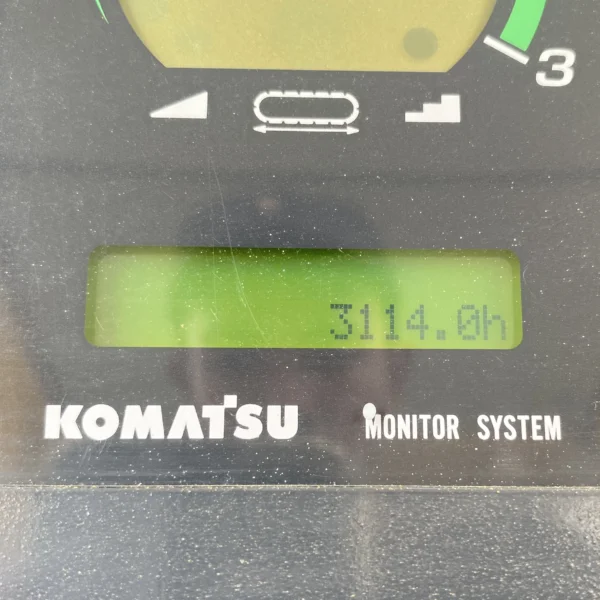 3
3114.0h
KOMATSU MONITOR SYSTEM